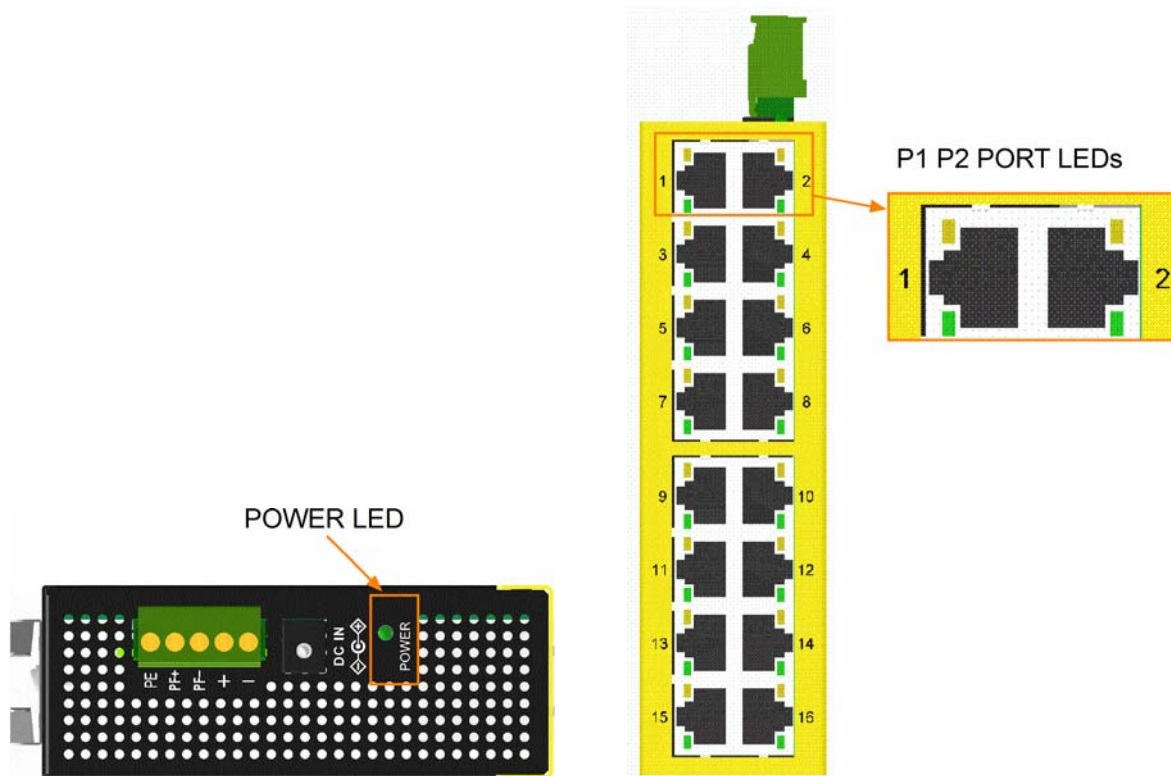 P1 P2 PORT LEDs
1 2
1 2
3 4
5 6
7 8
9 10
11 12
13 14
15 16
POWER LED
PE PF+ PF- + -
DC IN
POWER